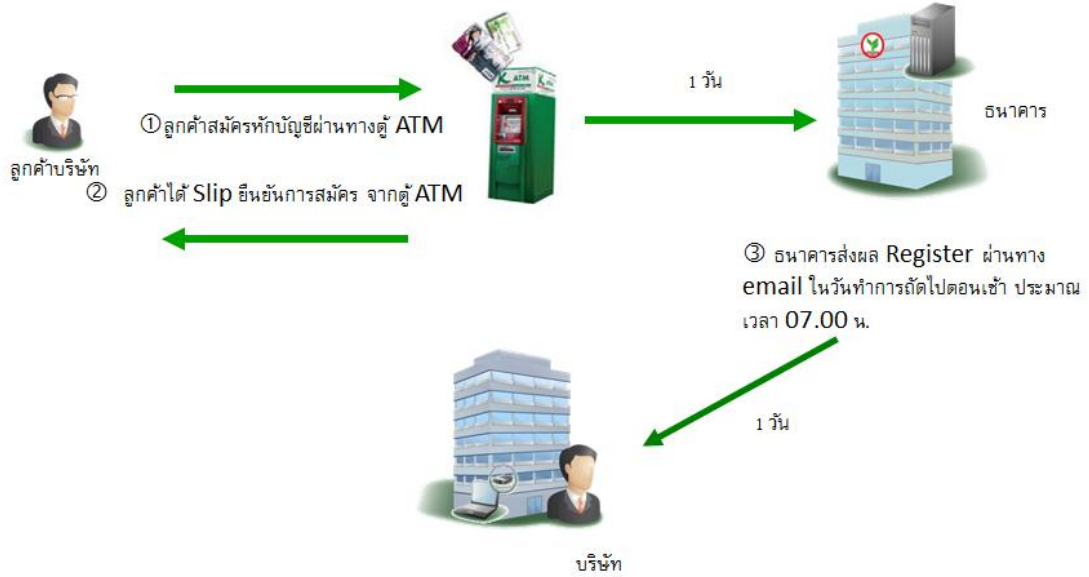 1 วัน
ธนาคาร
K ATM
①ลูกค้าสมัครหักบัญชีผ่านทางตู้ ATM
ลูกค้าบริษัท
② ลูกค้าได้ Slip ยืนยันการสมัคร จากตู้ ATM
③ ธนาคารส่งผล Register ผ่านทาง
email ในวันทำการถัดไปตอนเช้า ประมาณ
เวลา 07.00 น.
1 วัน
บริษัท